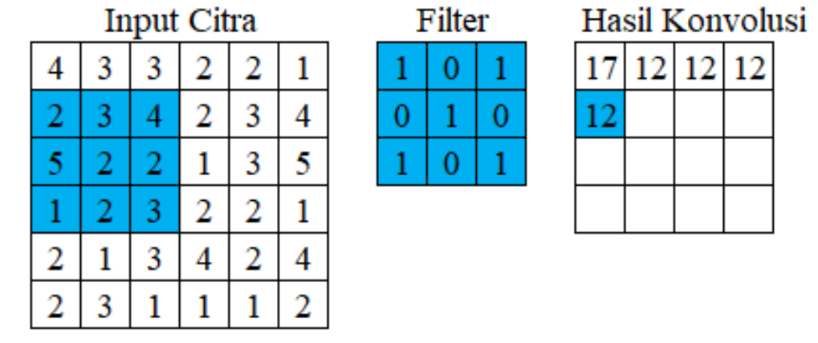 Input Citra Filter Hasil Konvolusi
4 3 3 2 2 1 1 0 1 17 12 12 12
2 3 4 2 3 4 0 1 0 12
5 2 2 1 3 5 1 0 1
1 2 3 2 2 1
2 1 3 4 2 4
2 3 1 1 1 2